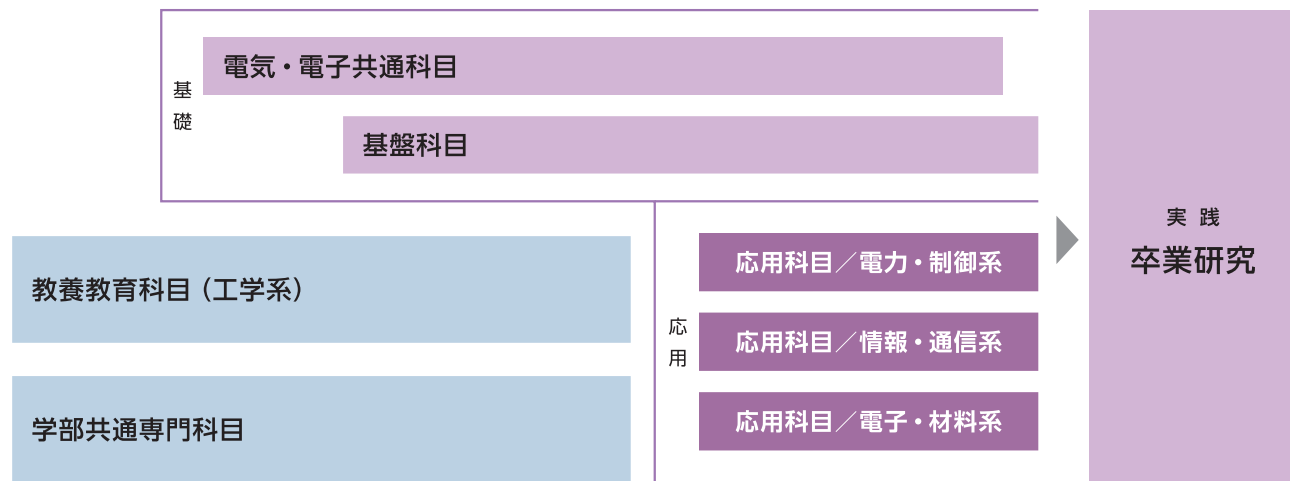 基礎
電気・電子共通科目
基盤科目
教養教育科目（工学系）
学部共通専門科目
応用
応用科目／電力・制御系
応用科目／情報・通信系
応用科目／電子・材料系
実践
卒業研究